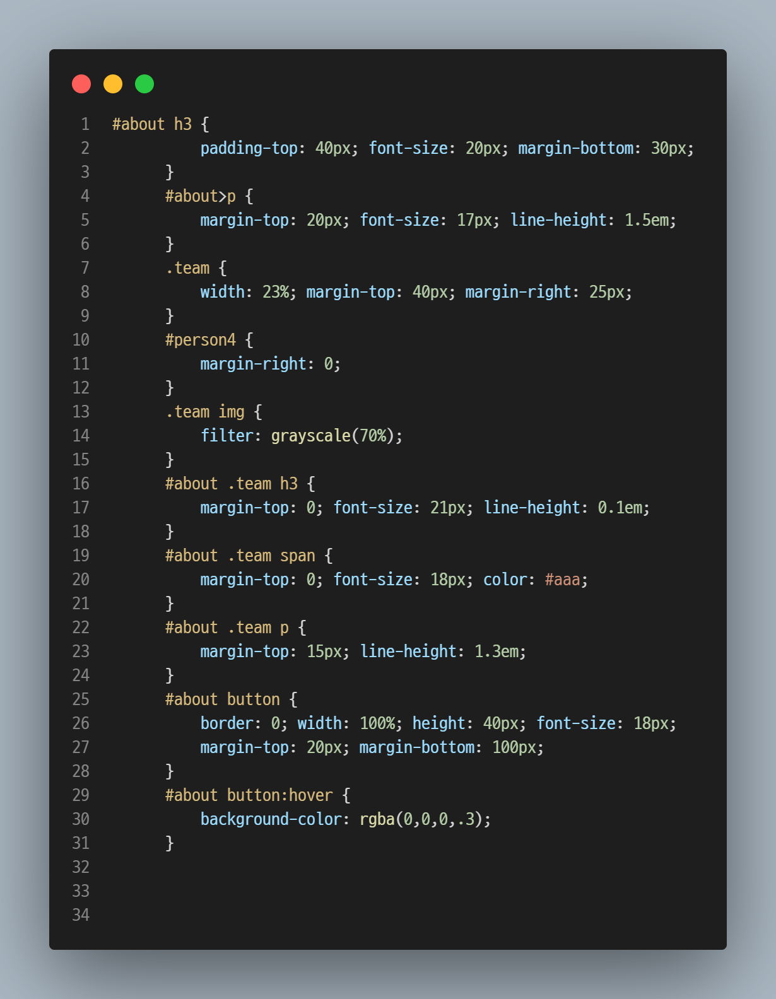 1 #about h3 {
2 padding-top: 40px; font-size: 20px; margin-bottom: 30px;
3 }
4 #about>p {
5 margin-top: 20px; font-size: 17px; line-height: 1.5em;
6 }
7 .team {
8 width: 23%; margin-top: 40px; margin-right: 25px;
9 }
10 #person4 {
11 margin-right: 0;
12 }
13 .team img {
14 filter: grayscale(70%);
15 }
16 #about .team h3 {
17 margin-top: 0; font-size: 21px; line-height: 0.1em;
18 }
19 #about .team span {
20 margin-top: 0; font-size: 18px; color: #aaa;
21 }
22 #about .team p {
23 margin-top: 15px; line-height: 1.3em;
24 }
25 #about button {
26 border: 0; width: 100%; height: 40px; font-size: 18px;
27 margin-top: 20px; margin-bottom: 100px;
28 }
29 #about button:hover {
30 background-color: rgba(0,0,0,.3);
31 }
32
33
34